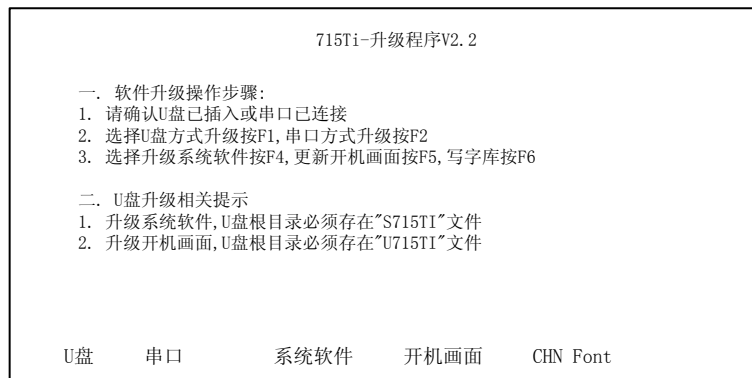 715Ti-升级程序V2.2
一. 软件升级操作步骤:
1. 请确认U盘已插入或串口已连接
2. 选择U盘方式升级按F1,串口方式升级按F2
3. 选择升级系统软件按F4,更新开机画面按F5,写字库按F6
二. U盘升级相关提示
1. 升级系统软件,U盘根目录必须存在"S715TI"文件
2. 升级开机画面,U盘根目录必须存在"U715TI"文件
U盘 串口 系统软件 开机画面 CHN Font